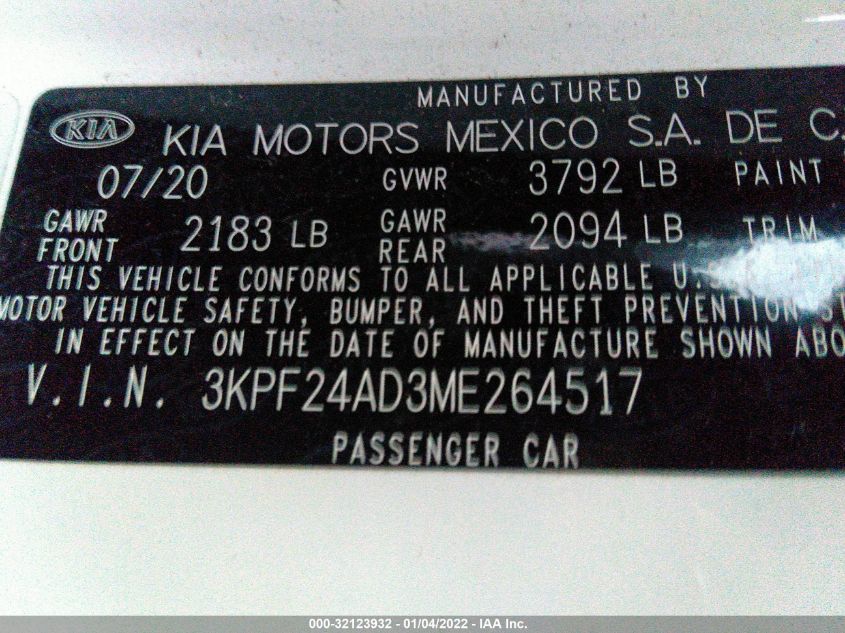 MANUFACTURED BY
KIA KIA MOTORS MEXICO S.A. DE C.
07/20 GVWR 3792 LB PAINT
GAWR FRONT 2183 LB GAWR REAR 2094 LB TRIM
THIS VEHICLE CONFORMS TO ALL APPLICABLE U.
MOTOR VEHICLE SAFETY, BUMPER, AND THEFT PREVENTION ST
IN EFFECT ON THE DATE OF MANUFACTURE SHOWN ABO
V.I.N. 3KPF24AD3ME264517
PASSENGER CAR
000-32123932 - 01/04/2022 - IAA Inc.